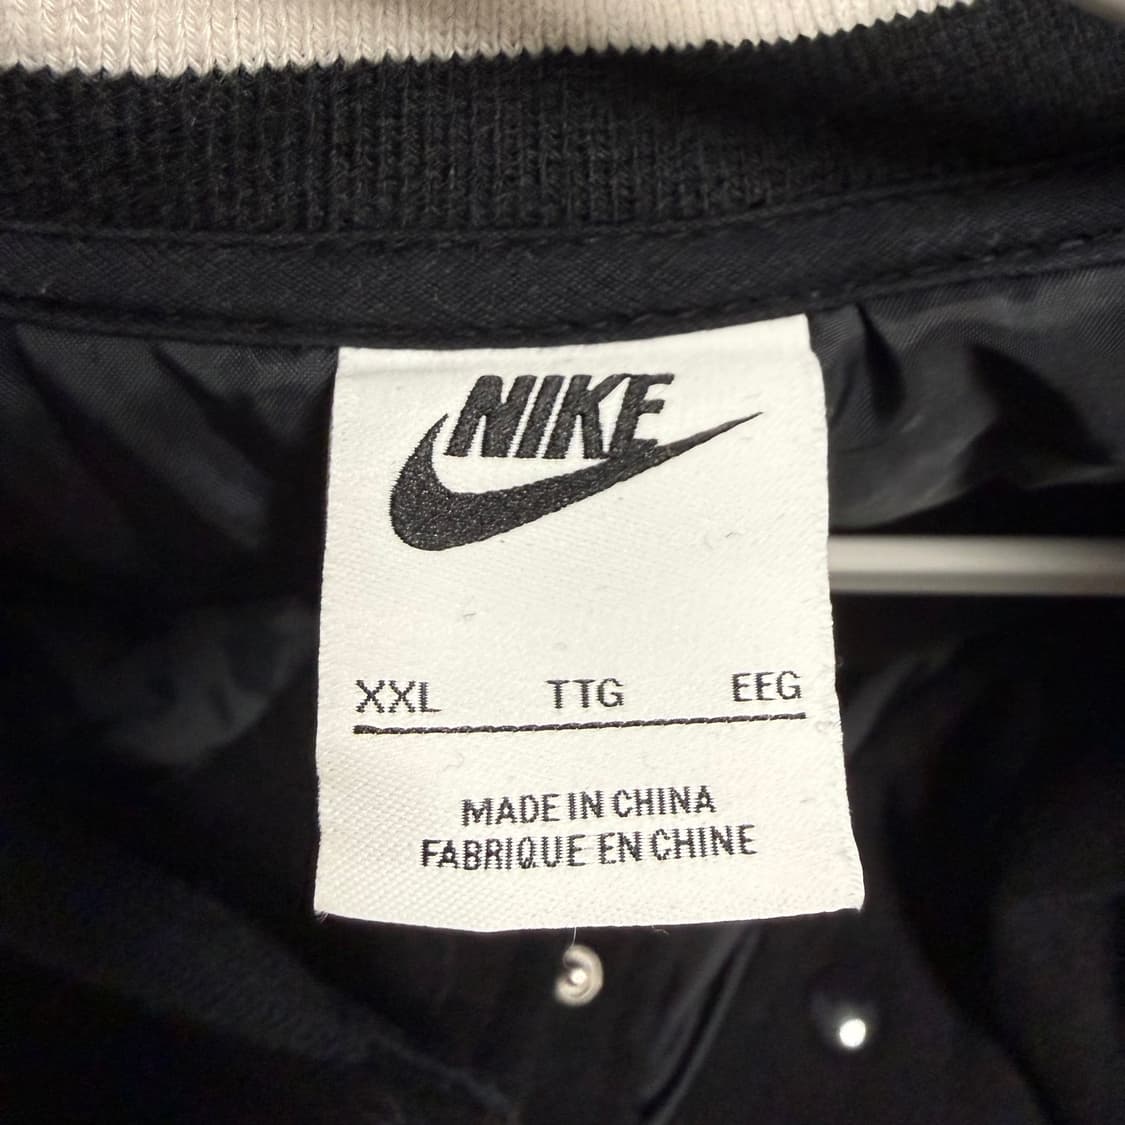 NIKE
XXL TTG EEG
MADE IN CHINA
FABRIQUE EN CHINE